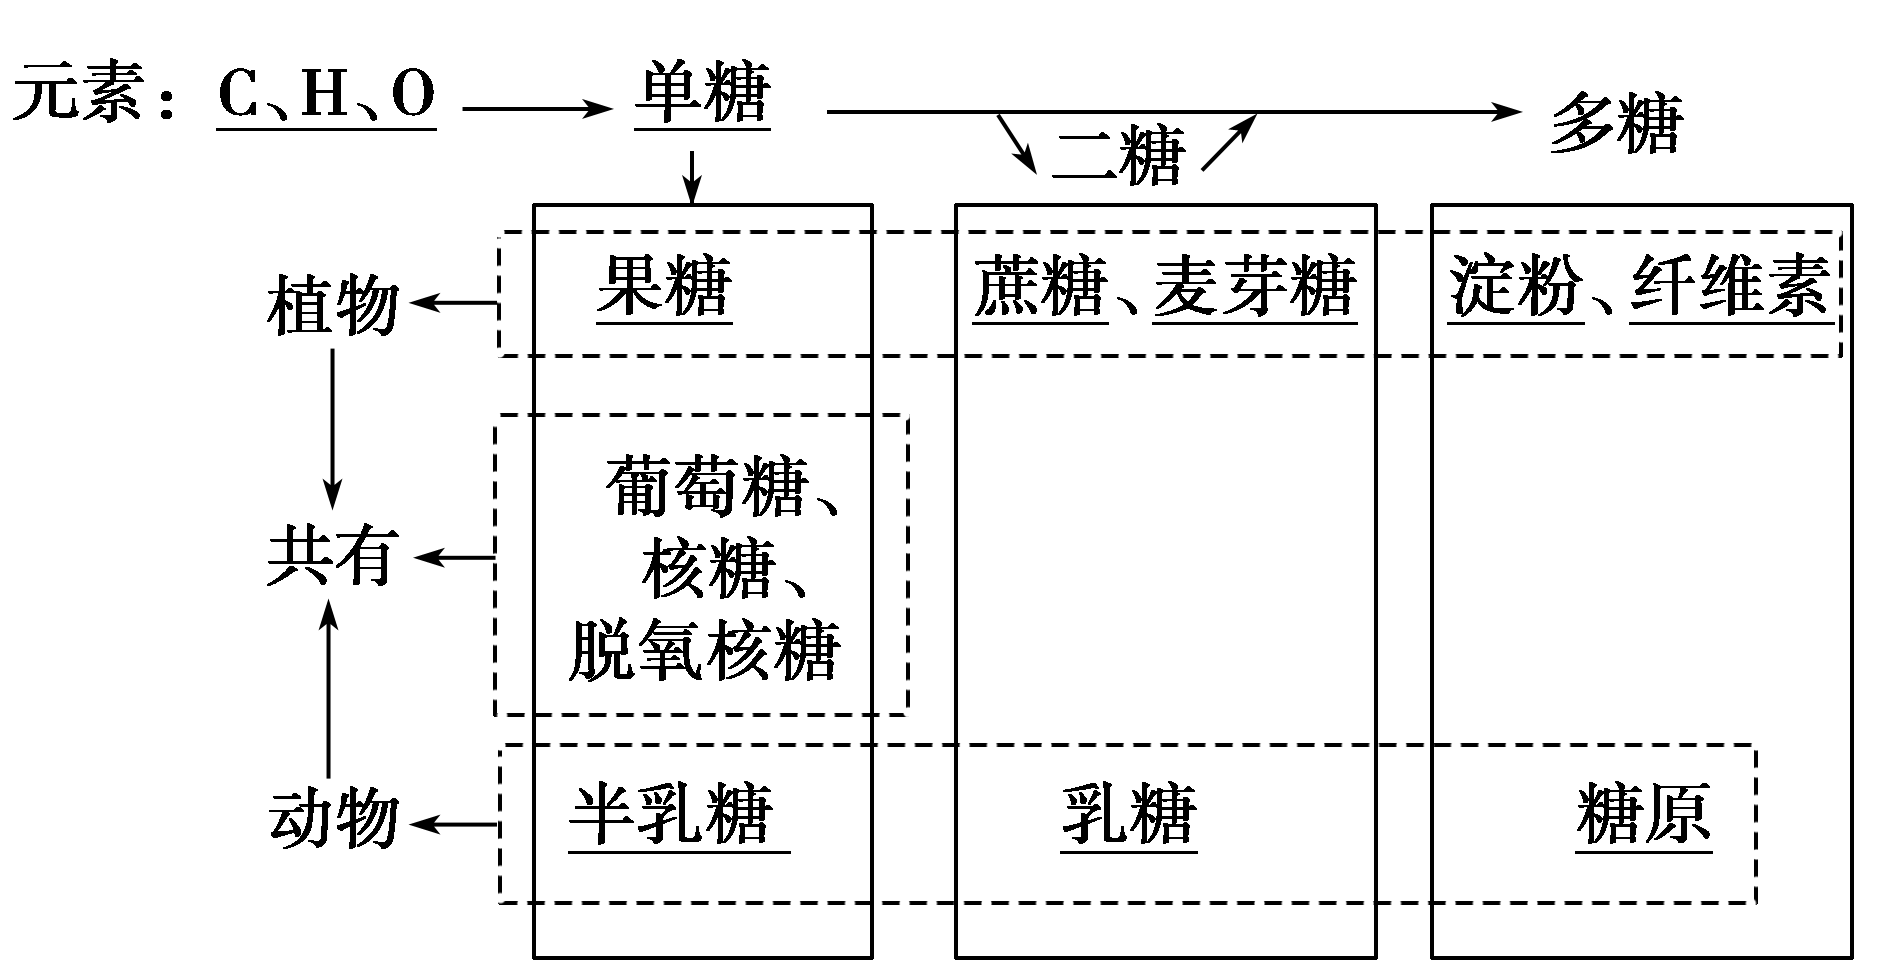 元素：C、H、O
单糖
二糖
多糖
植物
果糖
蔗糖、麦芽糖
淀粉、纤维素
共有
葡萄糖、
核糖、
脱氧核糖
动物
半乳糖
乳糖
糖原